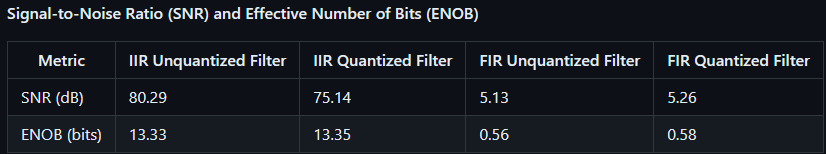 Signal-to-Noise Ratio (SNR) and Effective Number of Bits (ENOB)
Metric IIR Unquantized Filter IIR Quantized Filter FIR Unquantized Filter FIR Quantized Filter
SNR (dB) 80.29 75.14 5.13 5.26
ENOB (bits) 13.33 13.35 0.56 0.58